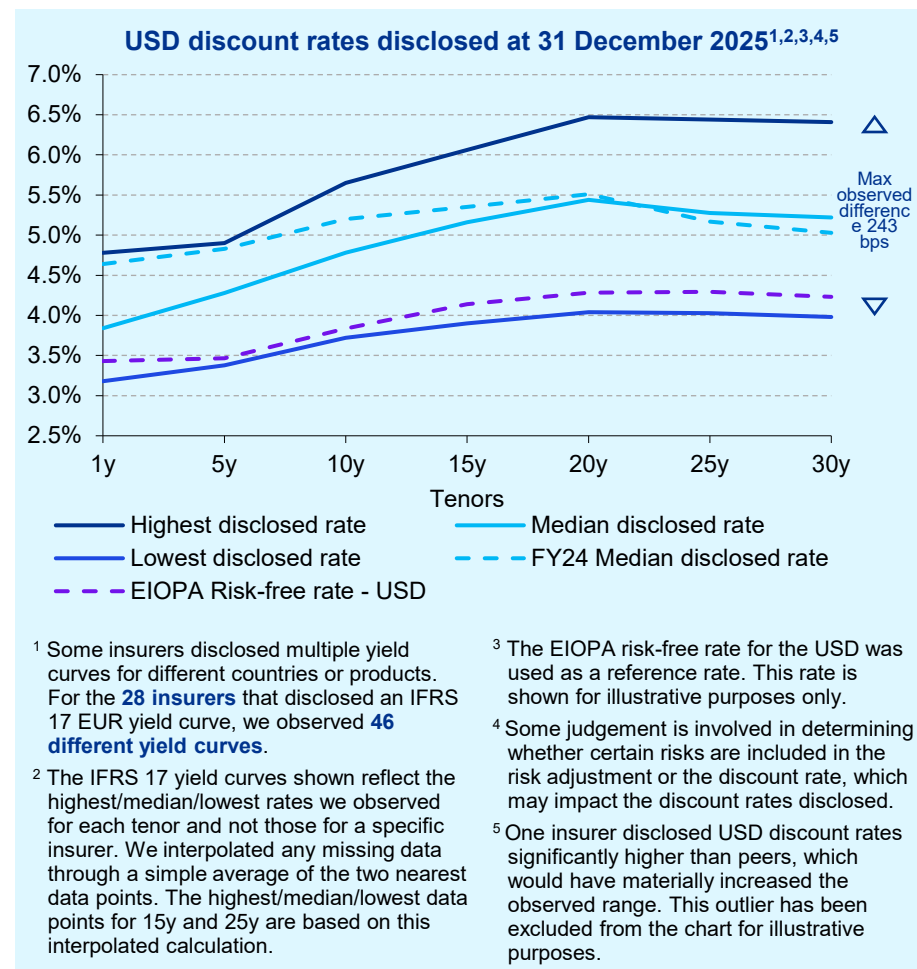 USD discount rates disclosed at 31 December 2025¹,²,³,⁴,⁵
7.0%
6.5%
6.0%
5.5%
5.0%
4.5%
4.0%
3.5%
3.0%
2.5%
1y 5y 10y 15y 20y 25y 30y
Tenors
Max
observed
differenc
e 243
bps
Highest disclosed rate
Median disclosed rate
Lowest disclosed rate
FY24 Median disclosed rate
EIOPA Risk-free rate - USD
¹ Some insurers disclosed multiple yield
curves for different countries or products.
For the 28 insurers that disclosed an IFRS
17 EUR yield curve, we observed 46
different yield curves.
² The IFRS 17 yield curves shown reflect the
highest/median/lowest rates we observed
for each tenor and not those for a specific
insurer. We interpolated any missing data
through a simple average of the two nearest
data points. The highest/median/lowest data
points for 15y and 25y are based on this
interpolated calculation.
³ The EIOPA risk-free rate for the USD was
used as a reference rate. This rate is
shown for illustrative purposes only.
⁴ Some judgement is involved in determining
whether certain risks are included in the
risk adjustment or the discount rate, which
may impact the discount rates disclosed.
⁵ One insurer disclosed USD discount rates
significantly higher than peers, which
would have materially increased the
observed range. This outlier has been
excluded from the chart for illustrative
purposes.